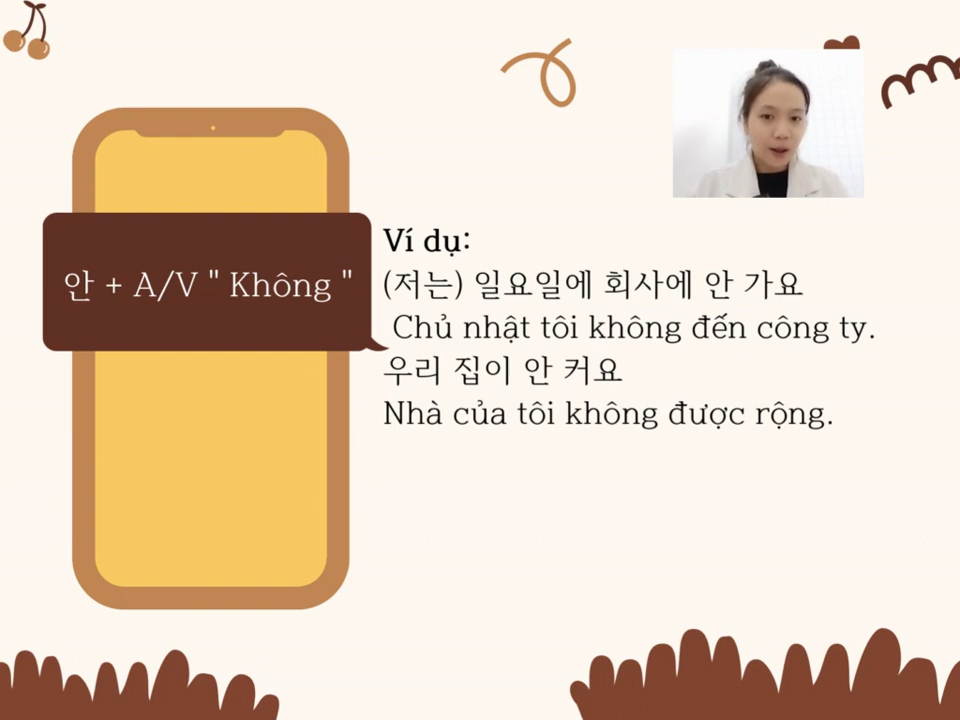 안 + A/V " Không "
Ví dụ:
(저는) 일요일에 회사에 안 가요
Chủ nhật tôi không đến công ty.
우리 집이 안 커요
Nhà của tôi không được rộng.